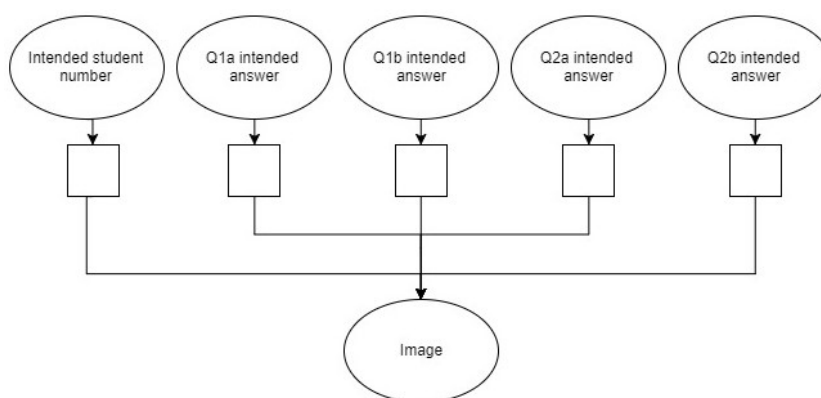 Intended student
number
Q1a intended
answer
Q1b intended
answer
Q2a intended
answer
Q2b intended
answer
Image